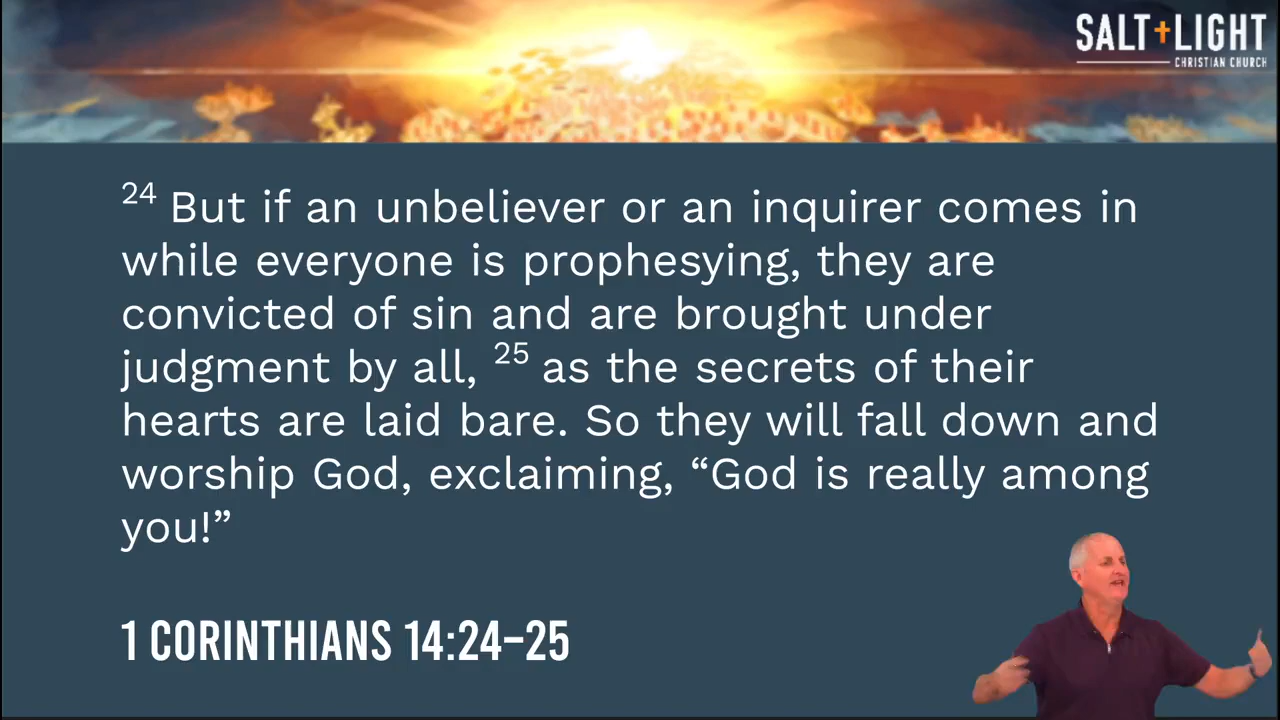 SALT+LIGHT
CHRISTIAN CHURCH
24 But if an unbeliever or an inquirer comes in
while everyone is prophesying, they are
convicted of sin and are brought under
judgment by all, 25 as the secrets of their
hearts are laid bare. So they will fall down and
worship God, exclaiming, “God is really among
you!”
1 CORINTHIANS 14:24–25